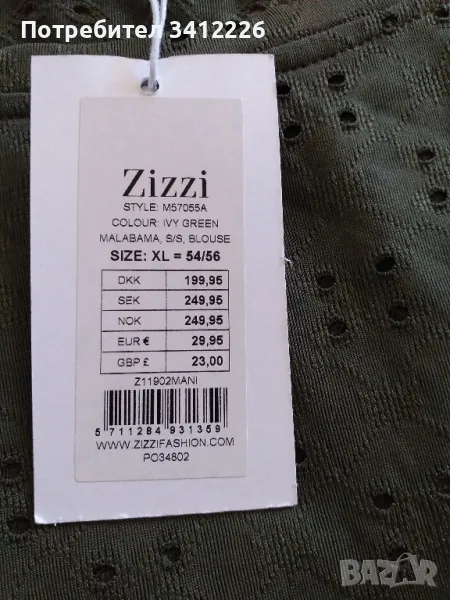 Потребител 3412226
Zizzi
STYLE: M57055A
COLOUR: IVY GREEN
MALABAMA, S/S, BLOUSE
SIZE: XL = 54/56
DKK 199,95
SEK 249,95
NOK 249,95
EUR € 29,95
GBP £ 23,00
Z11902MANI
5 711284 931359
WWW.ZIZZIFASHION.COM
PO34802
BAZAR